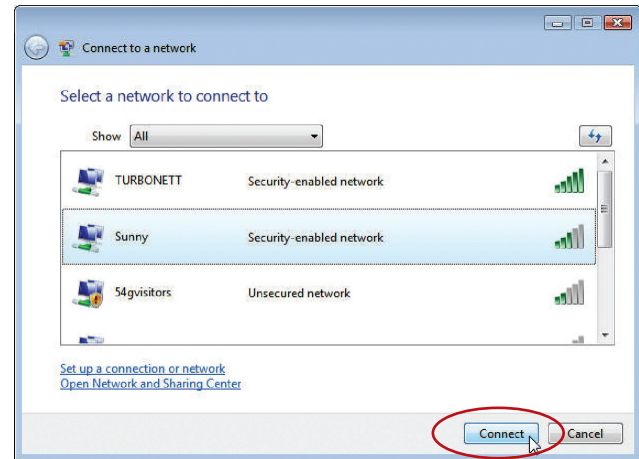 Connect to a network
Select a network to connect to
Show All
TURBONETT Security-enabled network
Sunny Security-enabled network
54gvisitors Unsecured network
Set up a connection or network
Open Network and Sharing Center
Connect Cancel